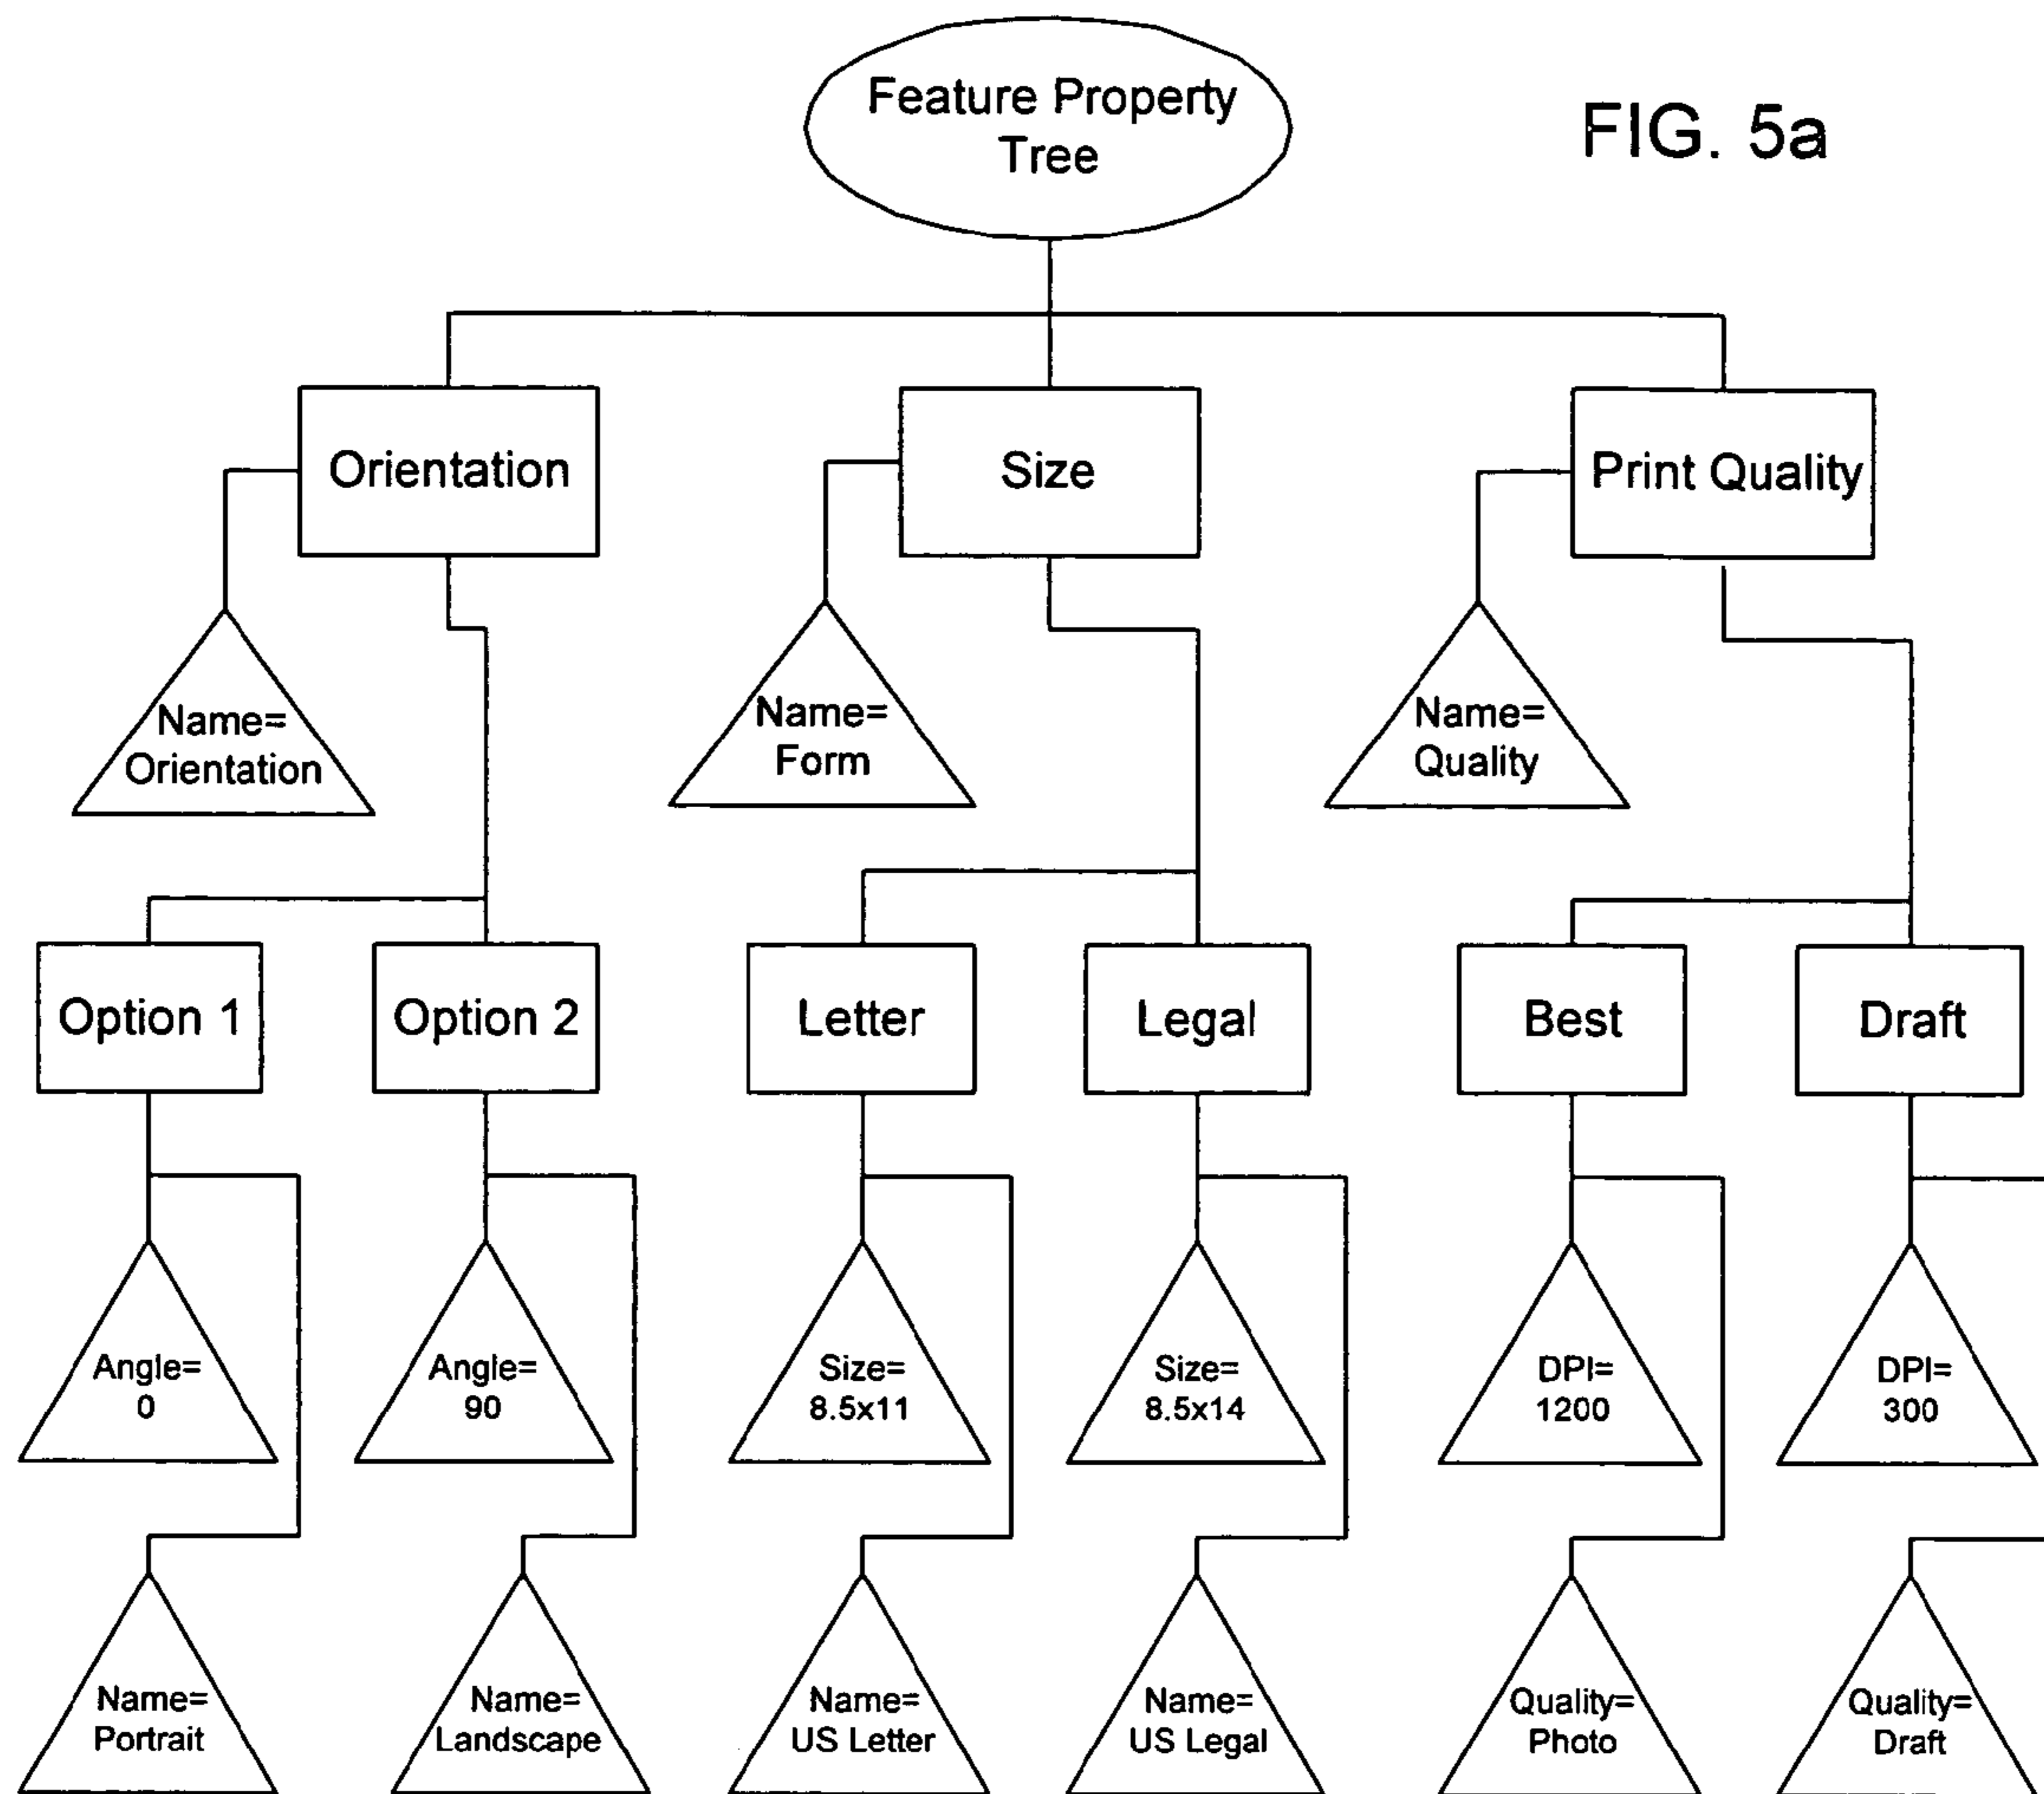 Feature Property
Tree
FIG. 5a
Orientation
Size
Print Quality
Name=
Orientation
Name=
Form
Name=
Quality
Option 1
Option 2
Letter
Legal
Best
Draft
Angle=
0
Angle=
90
Size=
8.5x11
Size=
8.5x14
DPI=
1200
DPI=
300
Name=
Portrait
Name=
Landscape
Name=
US Letter
Name=
US Legal
Quality=
Photo
Quality=
Draft